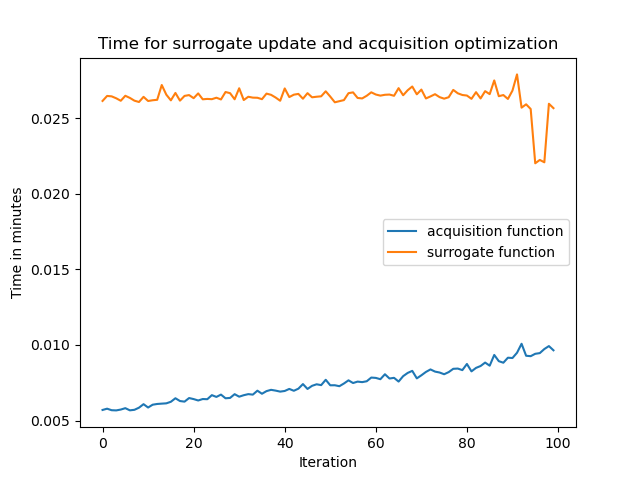 Time for surrogate update and acquisition optimization
0.025
0.020
0.015
0.010
0.005
Time in minutes
acquisition function
surrogate function
0
20
40
60
80
100
Iteration